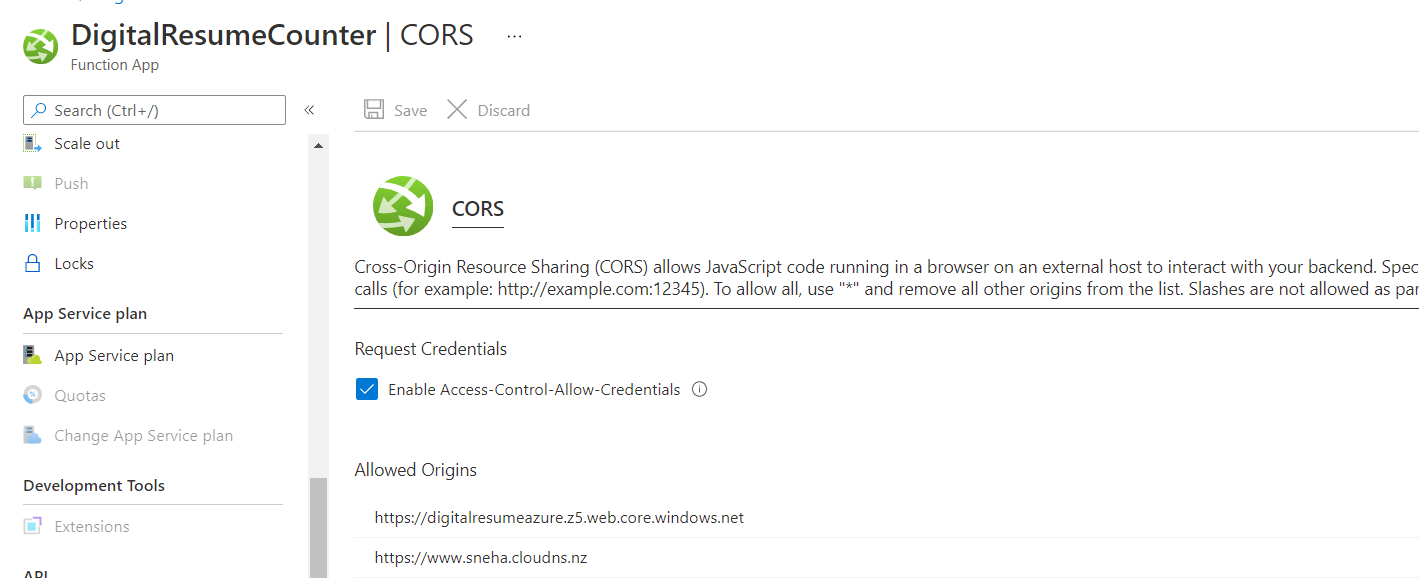 DigitalResumeCounter | CORS ...
Function App
Search (Ctrl+/) «
Scale out
Push
Properties
Locks
App Service plan
App Service plan
Quotas
Change App Service plan
Development Tools
Extensions
API
Save Discard
CORS
Cross-Origin Resource Sharing (CORS) allows JavaScript code running in a browser on an external host to interact with your backend. Spec
calls (for example: http://example.com:12345). To allow all, use "*" and remove all other origins from the list. Slashes are not allowed as par
Request Credentials
Enable Access-Control-Allow-Credentials
Allowed Origins
https://digitalresumeazure.z5.web.core.windows.net
https://www.sneha.cloudns.nz